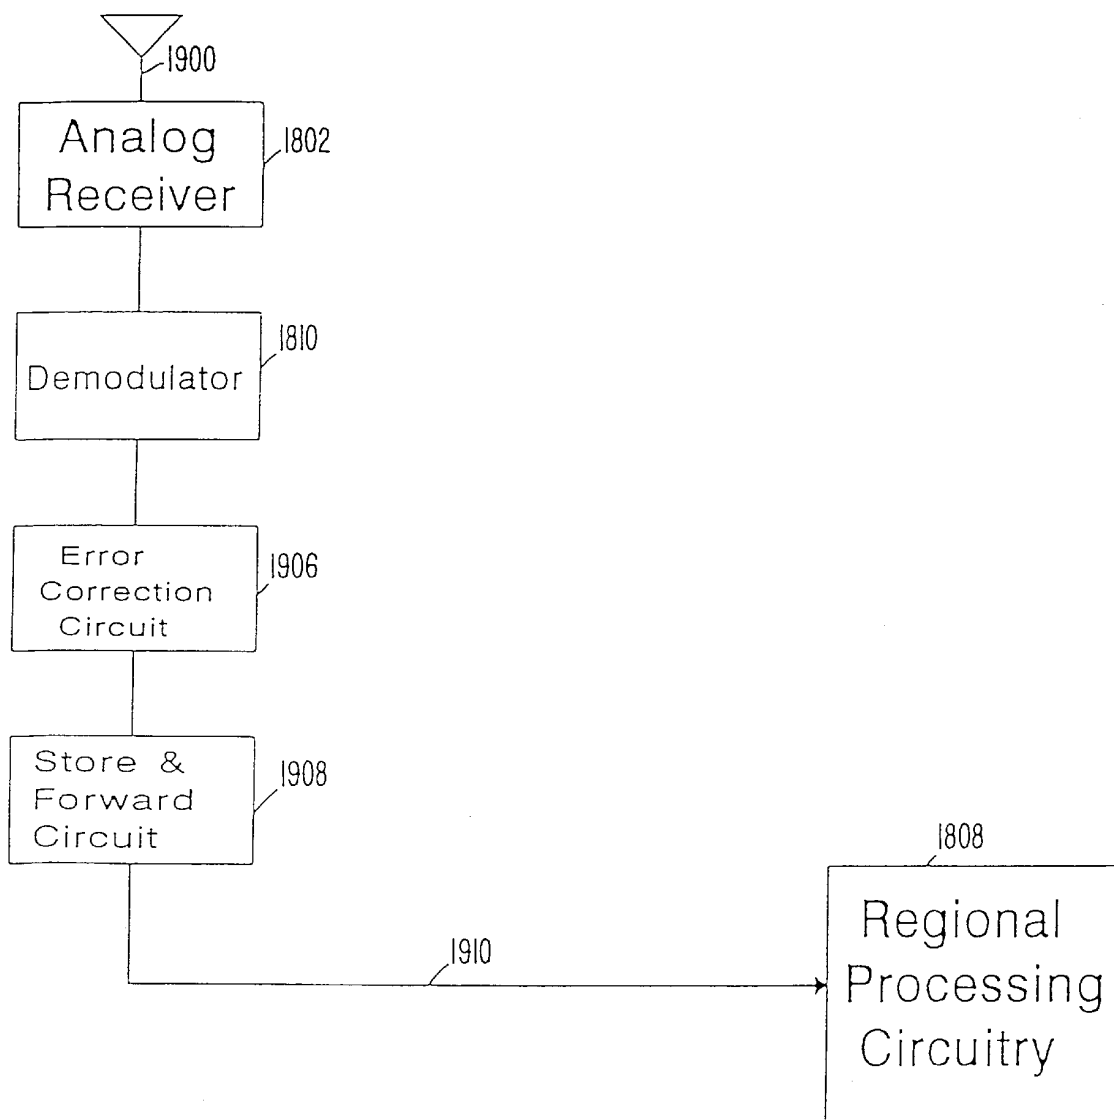 1900
Analog
Receiver
1802
Demodulator
1810
Error
Correction
Circuit
1906
Store &
Forward
Circuit
1908
1910
1808
Regional
Processing
Circuitry